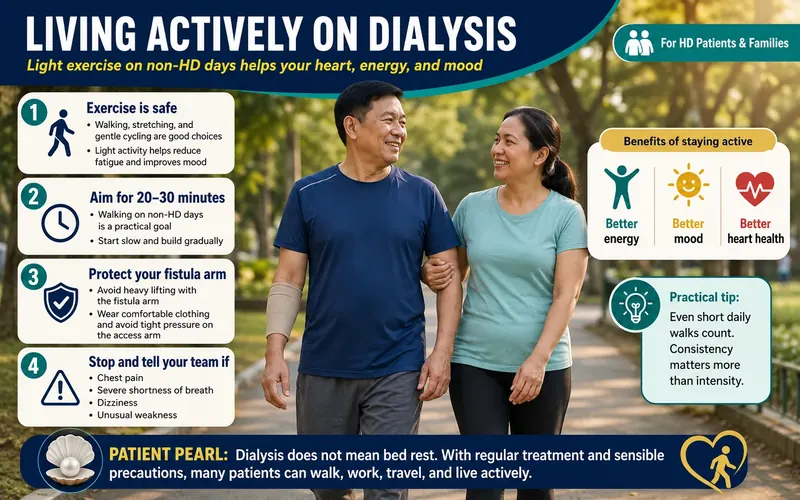 LIVING ACTIVELY ON DIALYSIS
Light exercise on non-HD days helps your heart, energy, and mood
For HD Patients & Families
1
Exercise is safe
• Walking, stretching, and
gentle cycling are good choices
• Light activity helps reduce
fatigue and improves mood
2
Aim for 20–30 minutes
• Walking on non-HD days
is a practical goal
• Start slow and build gradually
3
Protect your fistula arm
• Avoid heavy lifting with
the fistula arm
• Wear comfortable clothing
and avoid tight pressure on
the access arm
4
Stop and tell your team if
• Chest pain
• Severe shortness of breath
• Dizziness
• Unusual weakness
Benefits of staying active
Better
energy
Better
mood
Better
heart health
Practical tip:
Even short daily
walks count.
Consistency
matters more
than intensity.
PATIENT PEARL: Dialysis does not mean bed rest. With regular treatment and sensible
precautions, many patients can walk, work, travel, and live actively.